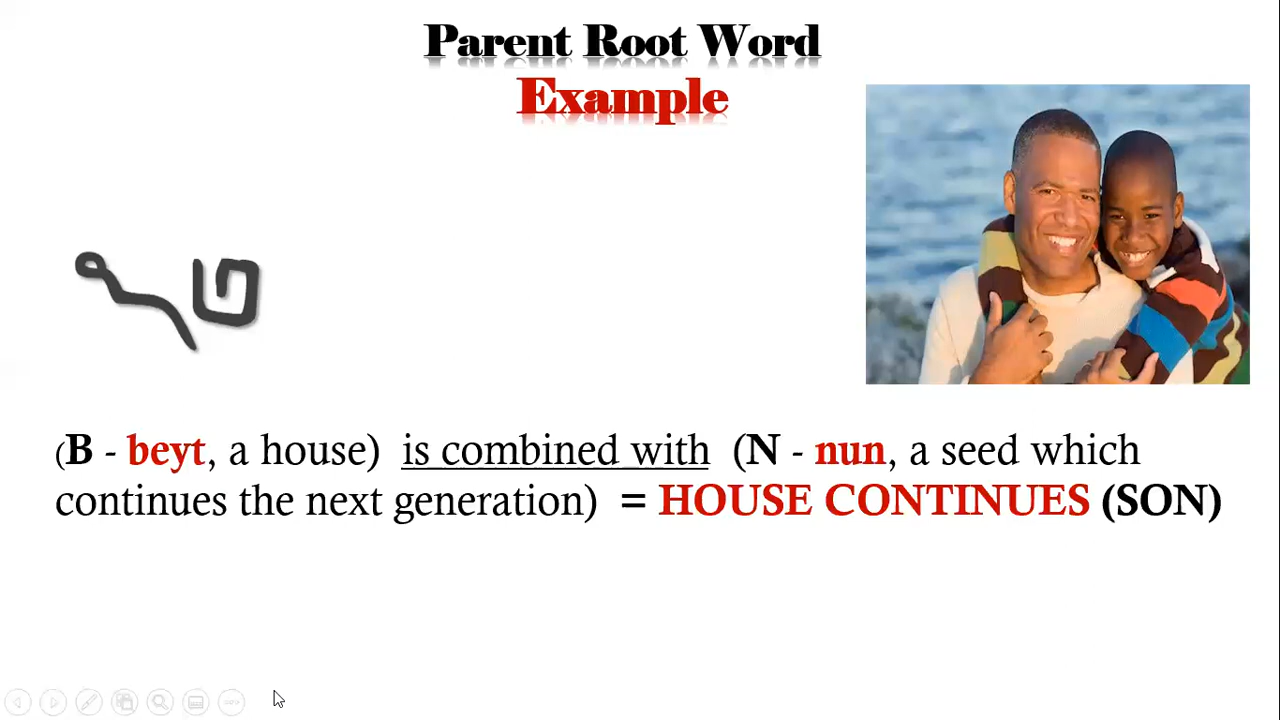 Parent Root Word
Example
(B - beyt, a house) is combined with (N - nun, a seed which
continues the next generation) = HOUSE CONTINUES (SON)